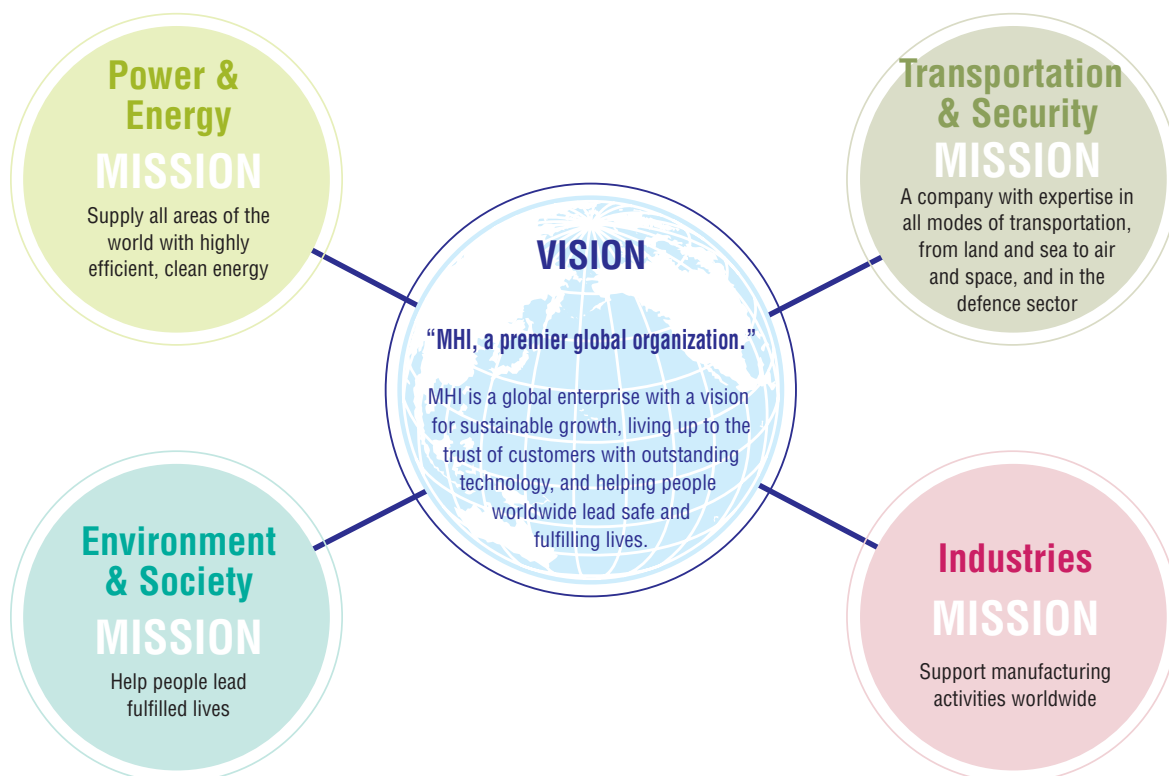 Power &
Energy
MISSION
Supply all areas of the
world with highly
efficient, clean energy
Transportation
& Security
MISSION
A company with expertise in
all modes of transportation,
from land and sea to air
and space, and in the
defence sector
VISION
“MHI, a premier global organization.”
MHI is a global enterprise with a vision
for sustainable growth, living up to the
trust of customers with outstanding
technology, and helping people
worldwide lead safe and
fulfilling lives.
Environment
& Society
MISSION
Help people lead
fulfilled lives
Industries
MISSION
Support manufacturing
activities worldwide